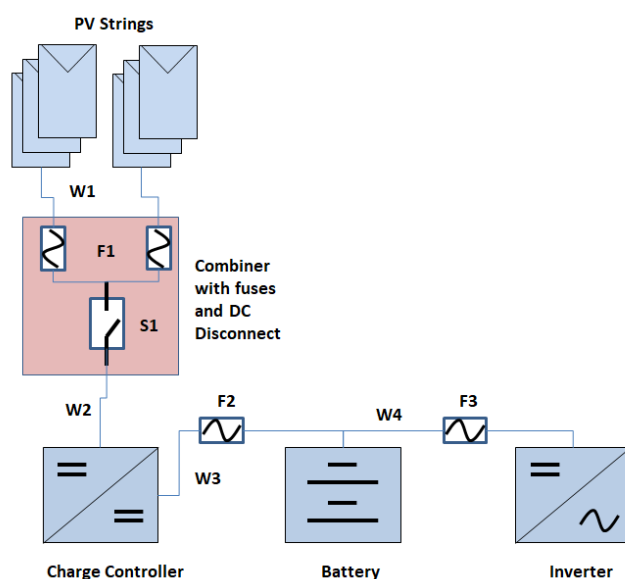 PV Strings
W1
F1
Combiner
with fuses
and DC
Disconnect
S1
W2
F2
W4
F3
W3
Charge Controller
Battery
Inverter